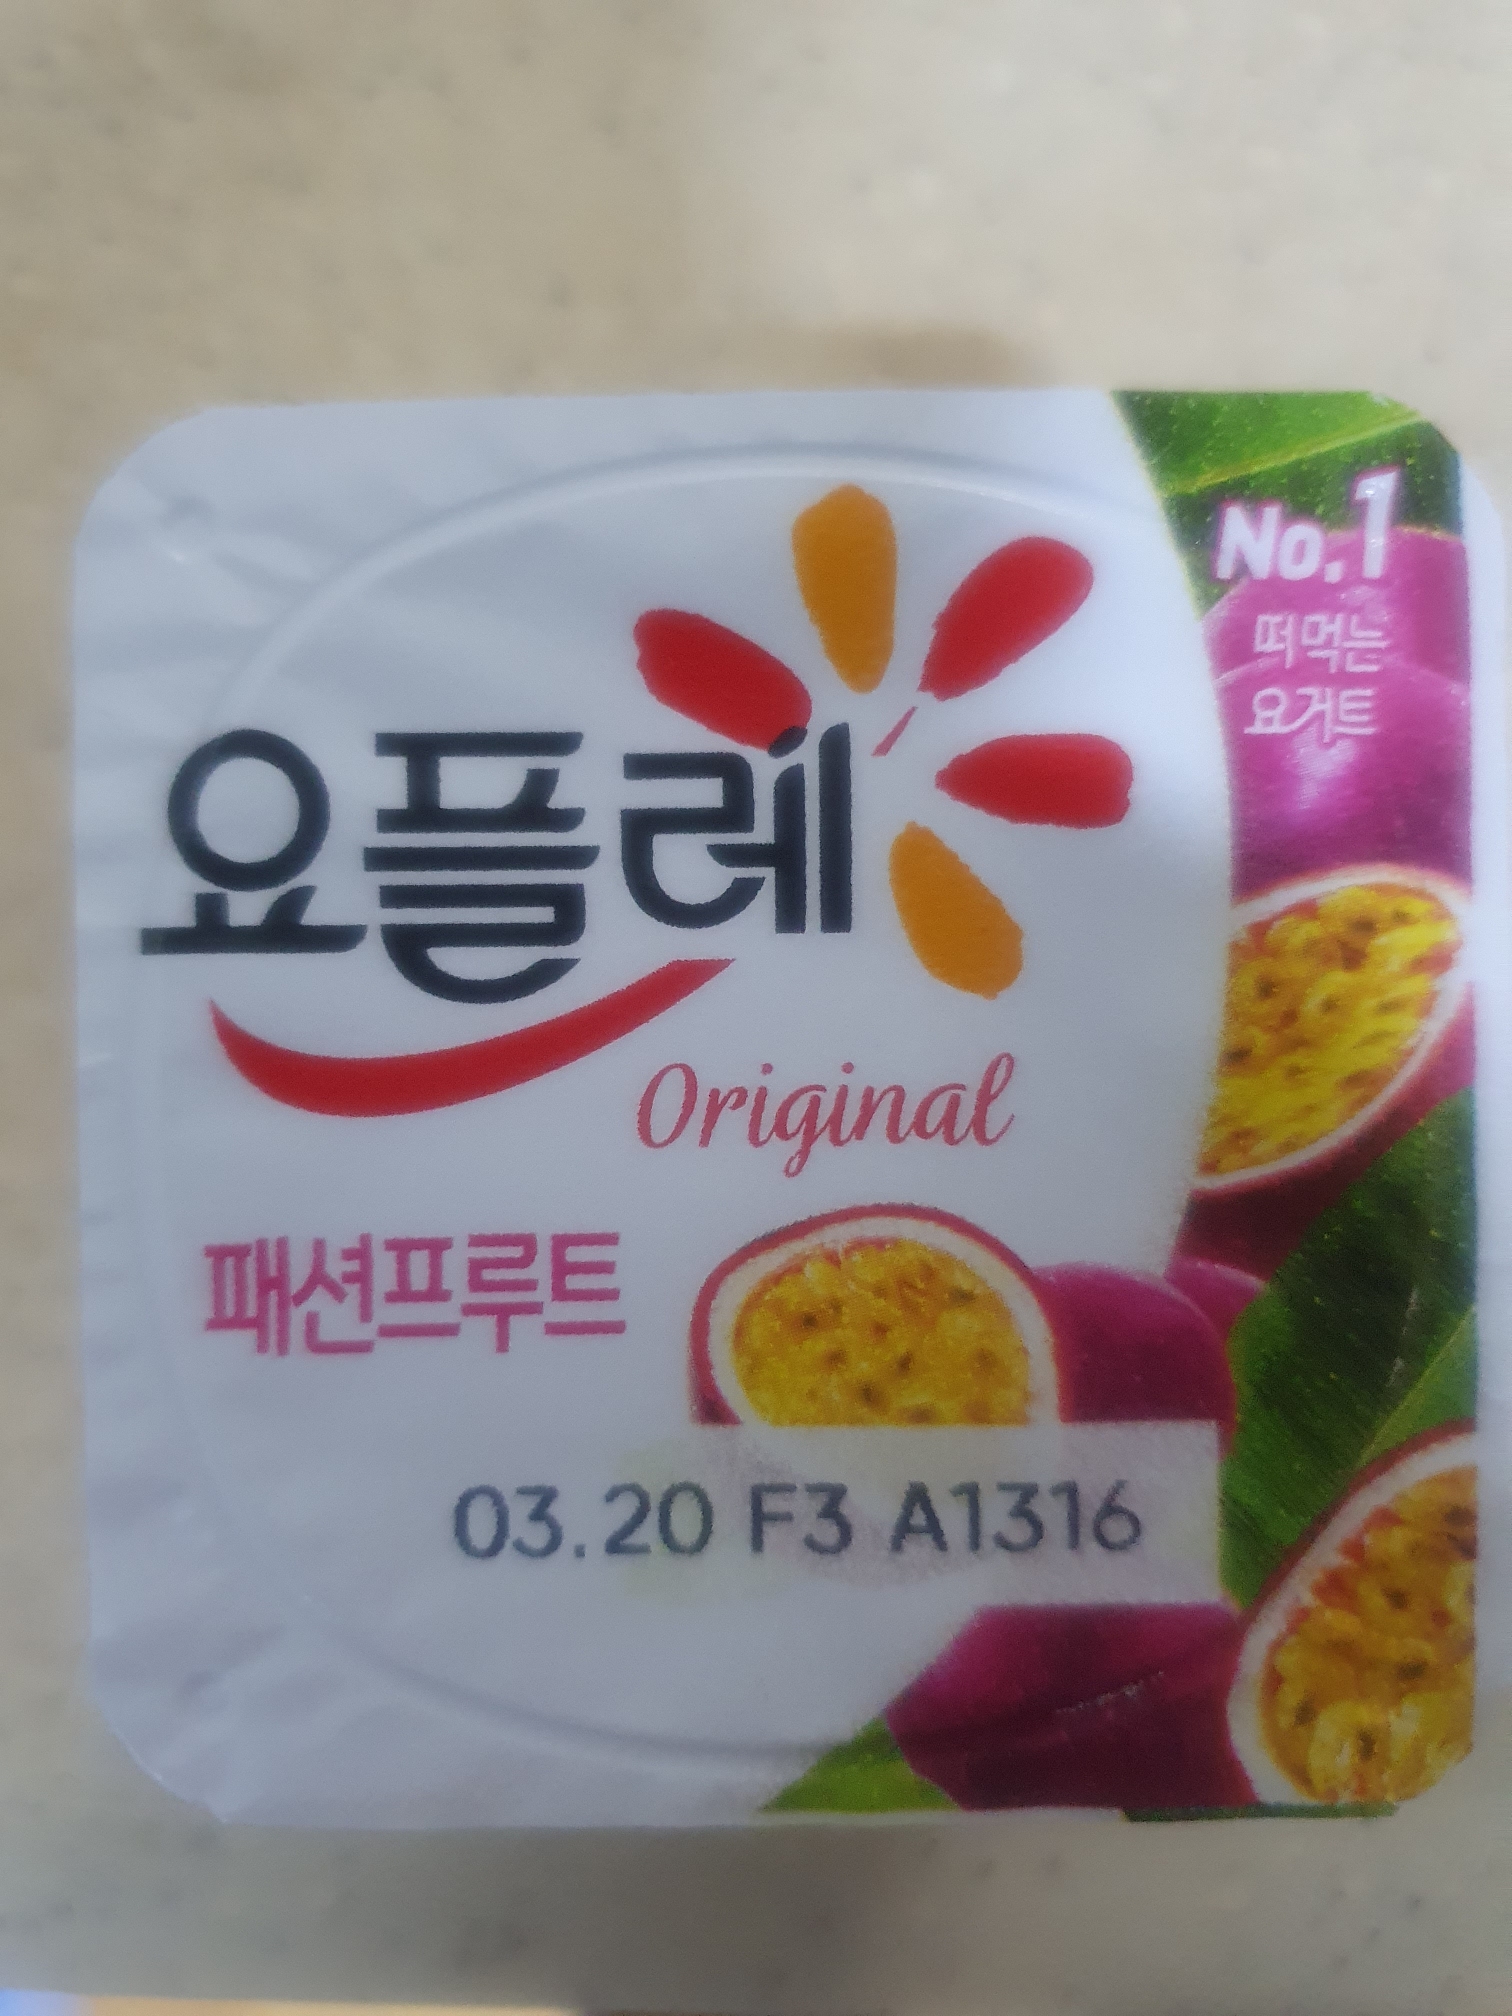 No.1
떠먹는
요거트
요플레
Original
패션프루트
03.20 F3 A1316